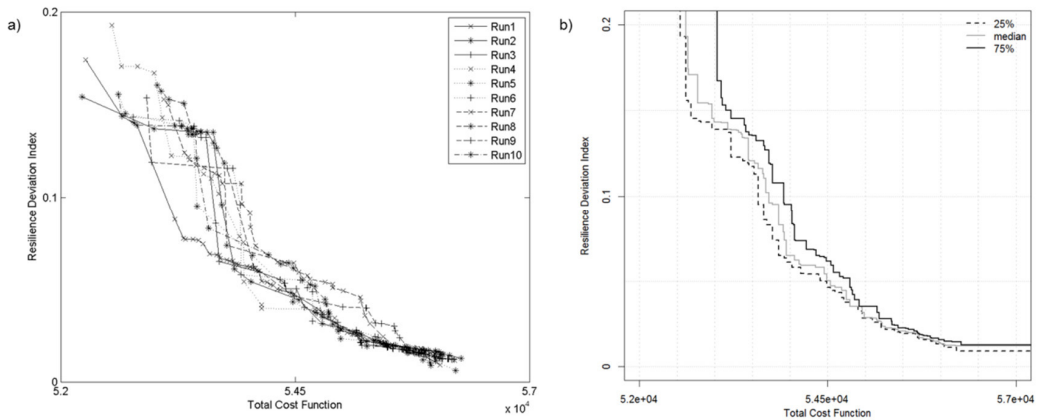 a)
0.2
Resilience Deviation Index
0.1
0
5.2
5.45
5.7
x 10⁴
Total Cost Function
Run1
Run2
Run3
Run4
Run5
Run6
Run7
Run8
Run9
Run10
b)
0.2
Resilience Deviation Index
0.1
0
5.2e+04
5.45e+04
5.7e+04
Total Cost Function
25%
median
75%